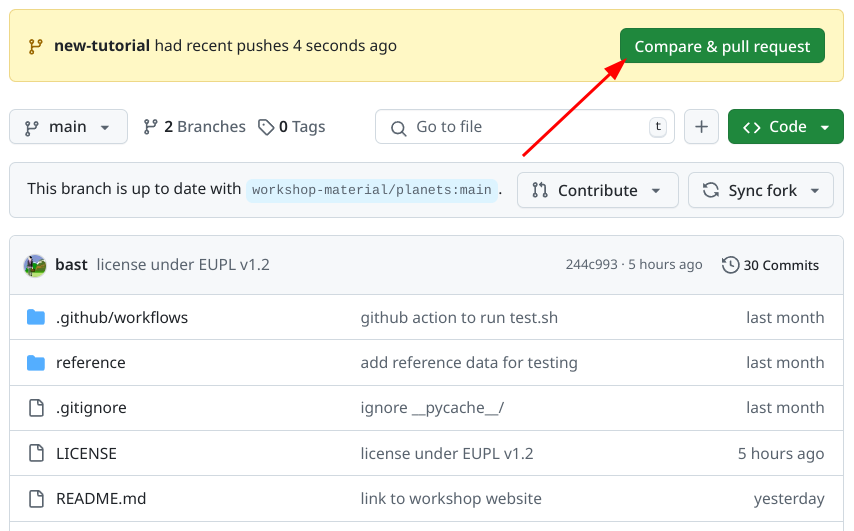 new-tutorial had recent pushes 4 seconds ago Compare & pull request
main 2 Branches 0 Tags Go to file t Code
This branch is up to date with workshop-material/planets:main . Contribute Sync fork
bast license under EUPL v1.2 244c993 · 5 hours ago 30 Commits
.github/workflows github action to run test.sh last month
reference add reference data for testing last month
.gitignore ignore __pycache__/ last month
LICENSE license under EUPL v1.2 5 hours ago
README.md link to workshop website yesterday